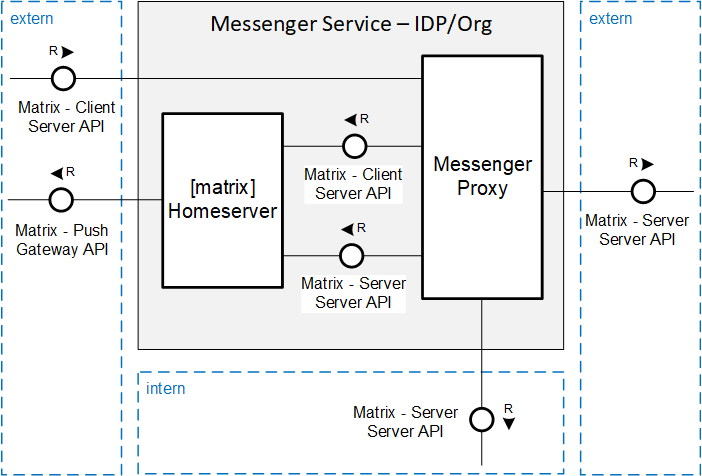 extern
Messenger Service – IDP/Org
extern
R
Matrix - Client
Server API
R
Matrix - Push
Gateway API
[matrix]
Homeserver
R
Matrix - Client
Server API
R
Matrix - Server
Server API
Messenger
Proxy
R
Matrix - Server
Server API
intern
Matrix - Server
Server API
R